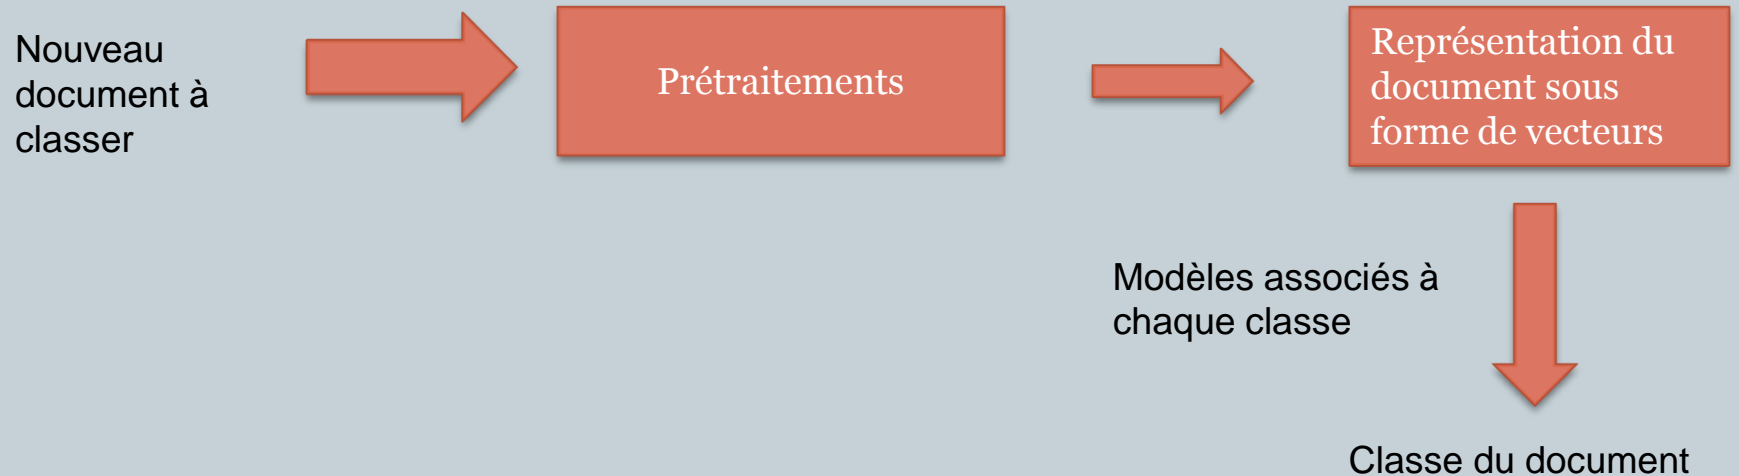 Nouveau
document à
classer
Prétraitements
Représentation du
document sous
forme de vecteurs
Modèles associés à
chaque classe
Classe du document